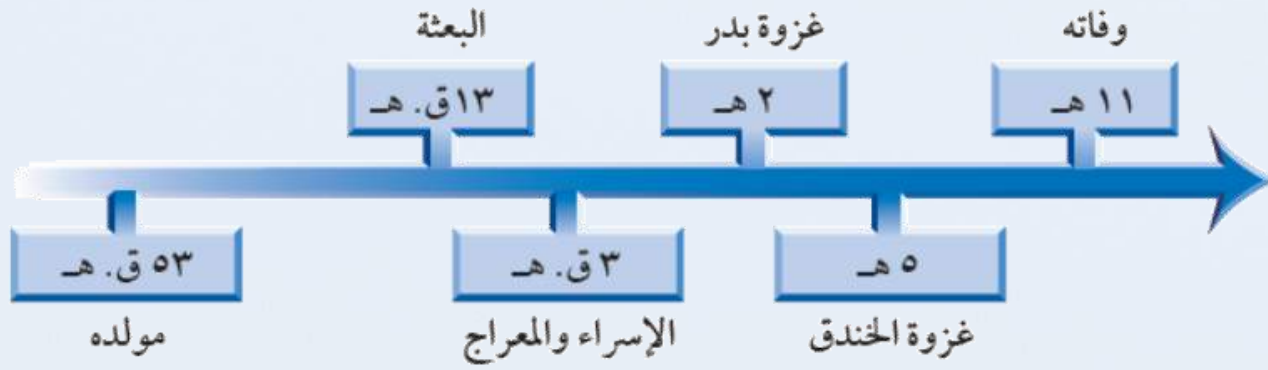 البعثة
غزوة بدر
وفاته
١٣ق. هـ
٢ هـ
١١ هـ
٥٣ ق. هـ
٣ ق. هـ
٥ هـ
مولده
الإسراء والمعراج
غزوة الخندق